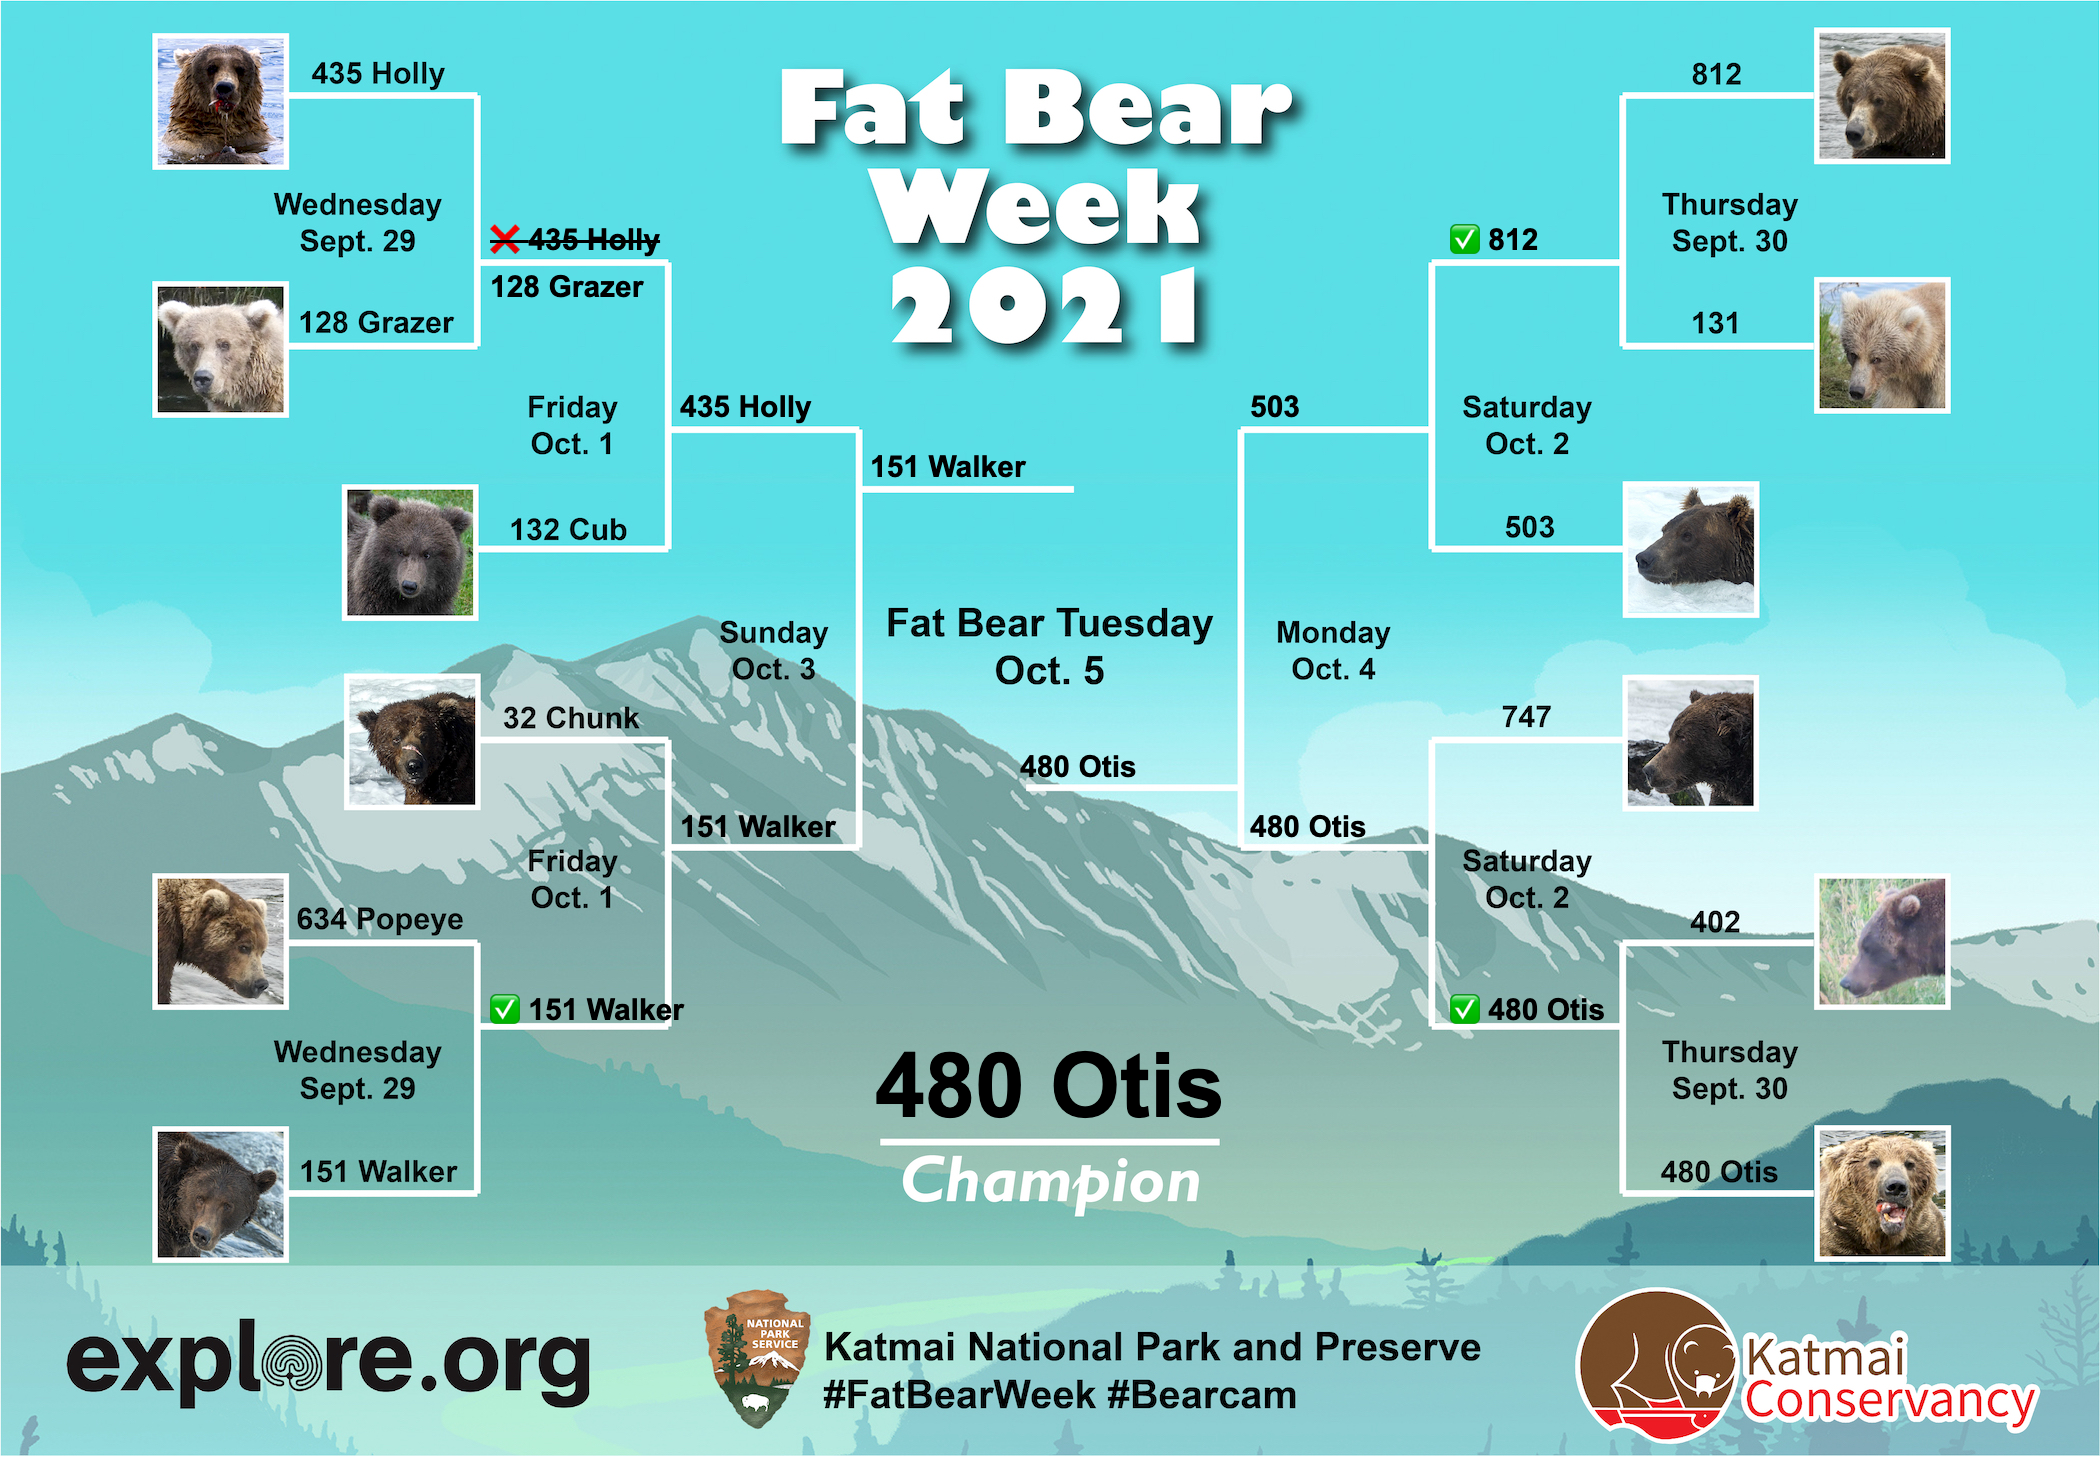 Fat Bear
Week
2021
435 Holly
Wednesday
Sept. 29
128 Grazer
❌ 435 Holly
128 Grazer
Friday
Oct. 1
132 Cub
435 Holly
151 Walker
Sunday
Oct. 3
32 Chunk
151 Walker
Friday
Oct. 1
634 Popeye
✅ 151 Walker
Wednesday
Sept. 29
151 Walker
Fat Bear Tuesday
Oct. 5
480 Otis
812
Thursday
Sept. 30
131
✅ 812
503
Saturday
Oct. 2
503
Monday
Oct. 4
747
480 Otis
Saturday
Oct. 2
402
✅ 480 Otis
Thursday
Sept. 30
480 Otis
480 Otis
Champion
explore.org
NATIONAL
PARK
SERVICE
Katmai National Park and Preserve
#FatBearWeek #Bearcam
Katmai
Conservancy